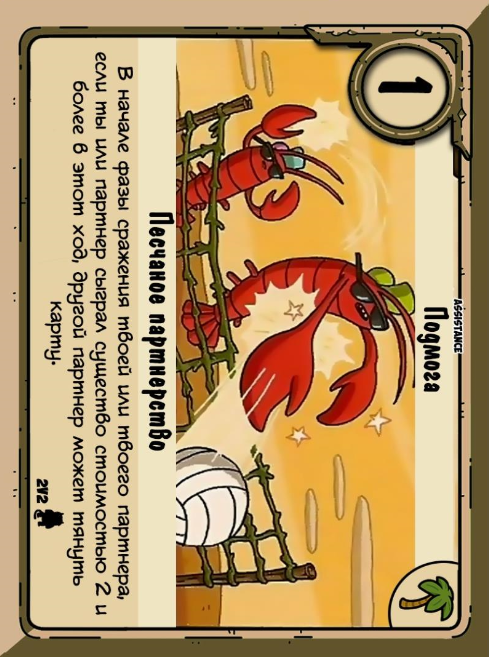 1
ASSISTANCE
Подмога
Песчаное партнерство
В начале фазы сражения твоей или твоего партнера,
если ты или партнер сыграл существо стоимостью 2 и
более в этот ход, другой партнер может тянуть
карту.
2V2